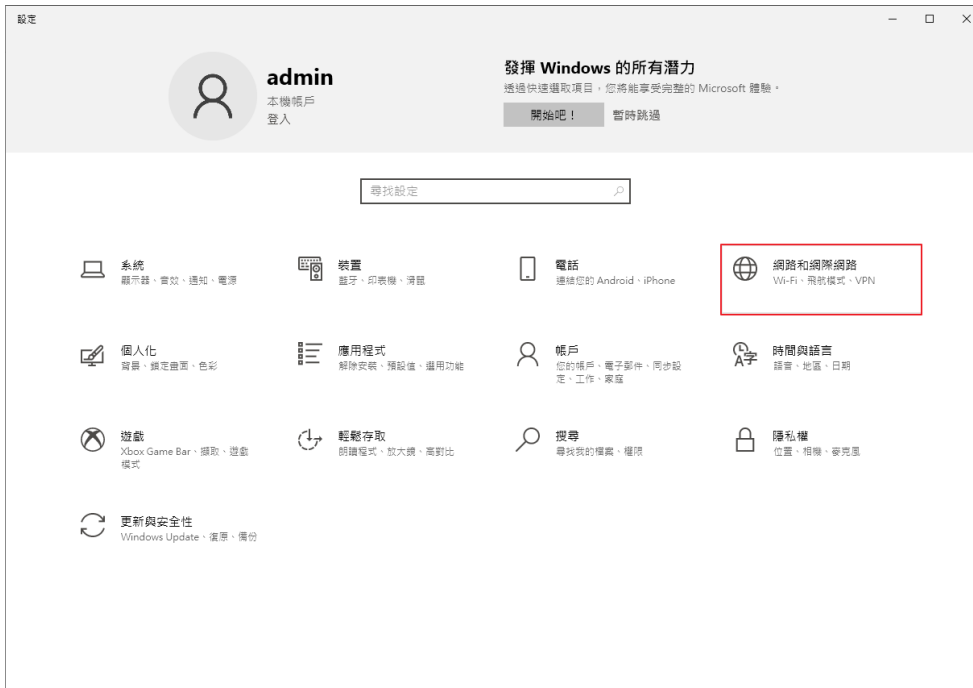 設定
admin
本機帳戶
登入
發揮 Windows 的所有潛力
透過快速選取項目，您將能享受完整的 Microsoft 體驗。
開始吧！
暫時跳過
尋找設定
系統
顯示器、音效、通知、電源
裝置
藍牙、印表機、滑鼠
電話
連結您的 Android、iPhone
網路和網際網路
Wi-Fi、飛航模式、VPN
個人化
背景、鎖定畫面、色彩
應用程式
解除安裝、預設值、選用功能
帳戶
您的帳戶、電子郵件、同步設
定、工作、家庭
時間與語言
語音、地區、日期
遊戲
Xbox Game Bar、擷取、遊戲
模式
輕鬆存取
朗讀程式、放大鏡、高對比
搜尋
尋找我的檔案、權限
隱私權
位置、相機、麥克風
更新與安全性
Windows Update、復原、備份